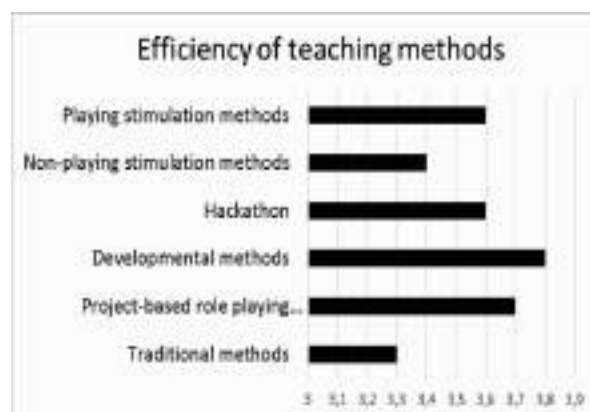 Efficiency of teaching methods
Playing stimulation methods
Non-playing stimulation methods
Hackathon
Developmental methods
Project-based role playing...
Traditional methods
3 3,1 3,2 3,3 3,4 3,5 3,6 3,7 3,8 3,9